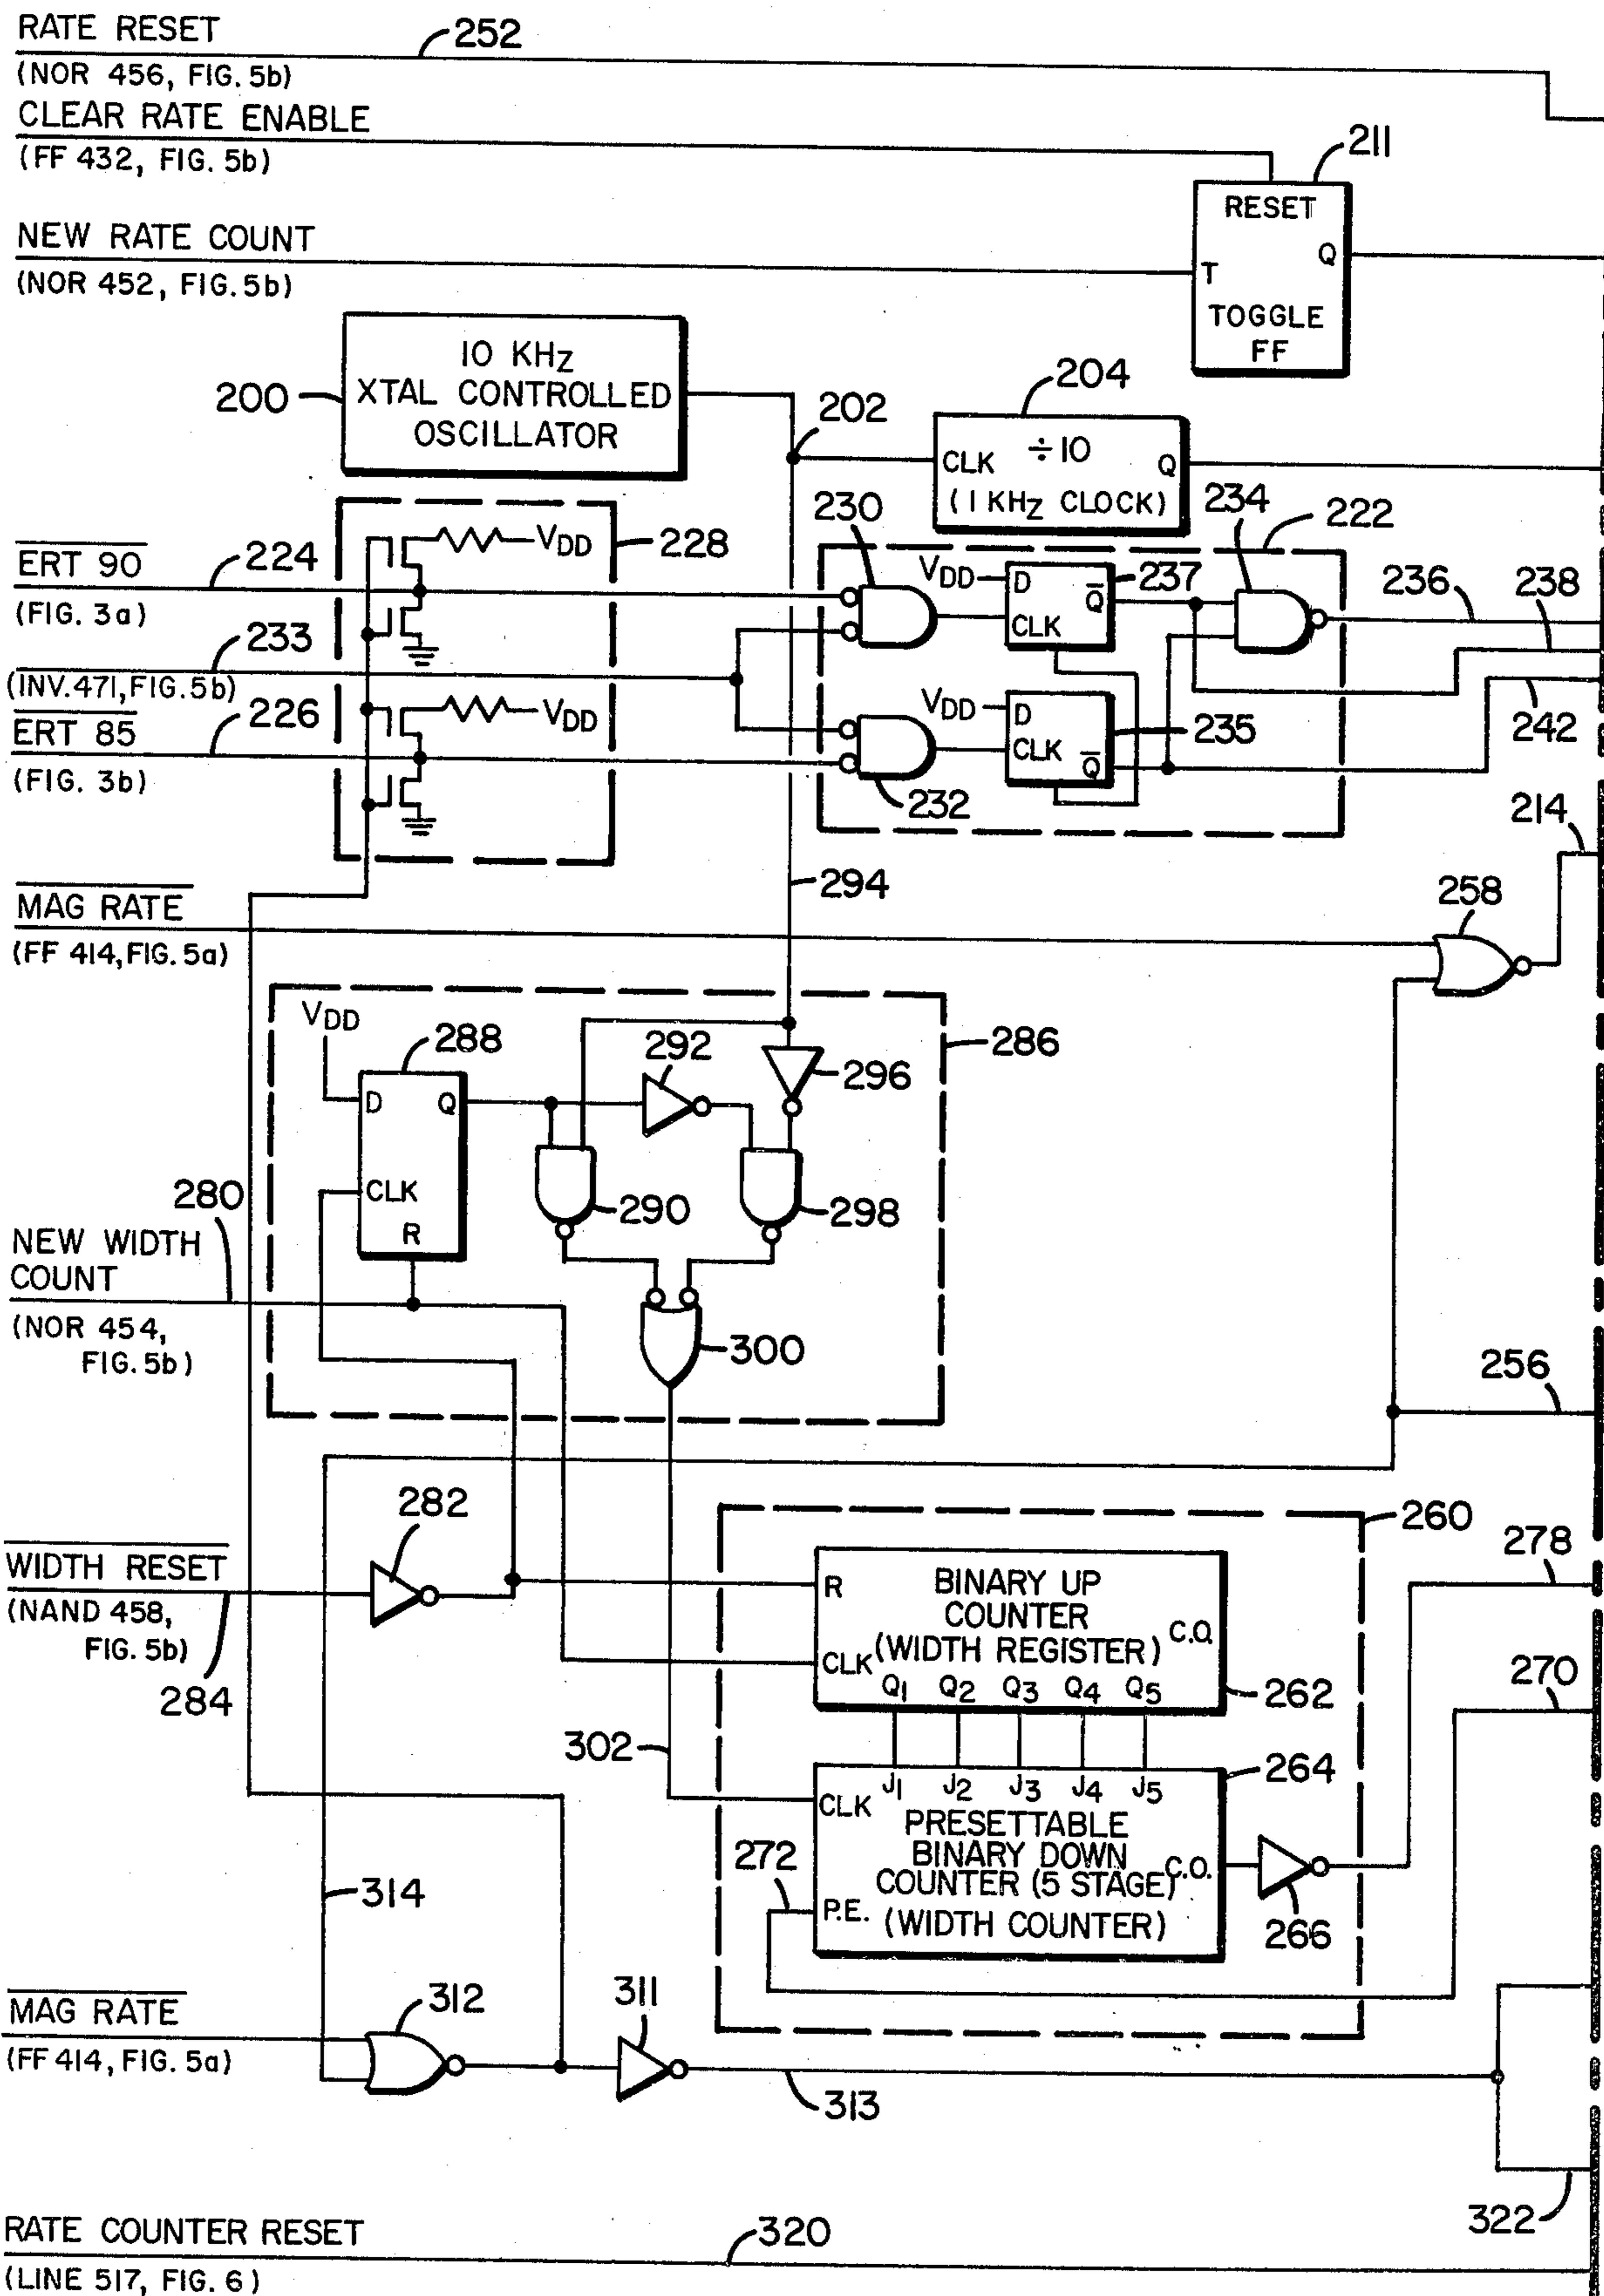 RATE RESET
252
(NOR 456, FIG. 5b)
CLEAR RATE ENABLE
(FF 432, FIG. 5b)
211
RESET
NEW RATE COUNT
Q
T
(NOR 452, FIG. 5b)
TOGGLE
FF
10 KHz
XTAL CONTROLLED
OSCILLATOR
200
204
202
÷10
CLK
Q
(1 KHz CLOCK)
230
234
222
VDD
228
ERT 90
224
(FIG. 3a)
VDD
D
237
Q
CLK
236
238
233
(INV. 471, FIG. 5b)
ERT 85
226
(FIG. 3b)
VDD
VDD
D
CLK
235
Q
242
232
214
294
MAG RATE
258
(FF 414, FIG. 5a)
VDD
288
292
286
296
D
Q
CLK
280
290
298
R
NEW WIDTH
COUNT
(NOR 454,
FIG. 5b)
300
256
282
260
278
WIDTH RESET
(NAND 458,
FIG. 5b)
284
R
BINARY UP
COUNTER
(WIDTH REGISTER)
C.O.
CLK
Q1 Q2 Q3 Q4 Q5
262
270
302
264
J1 J2 J3 J4 J5
CLK
PRESETTABLE
BINARY DOWN
COUNTER (5 STAGE)
C.O.
(WIDTH COUNTER)
272
P.E.
266
314
MAG RATE
312
311
(FF 414, FIG. 5a)
313
322
RATE COUNTER RESET
320
(LINE 517, FIG. 6)